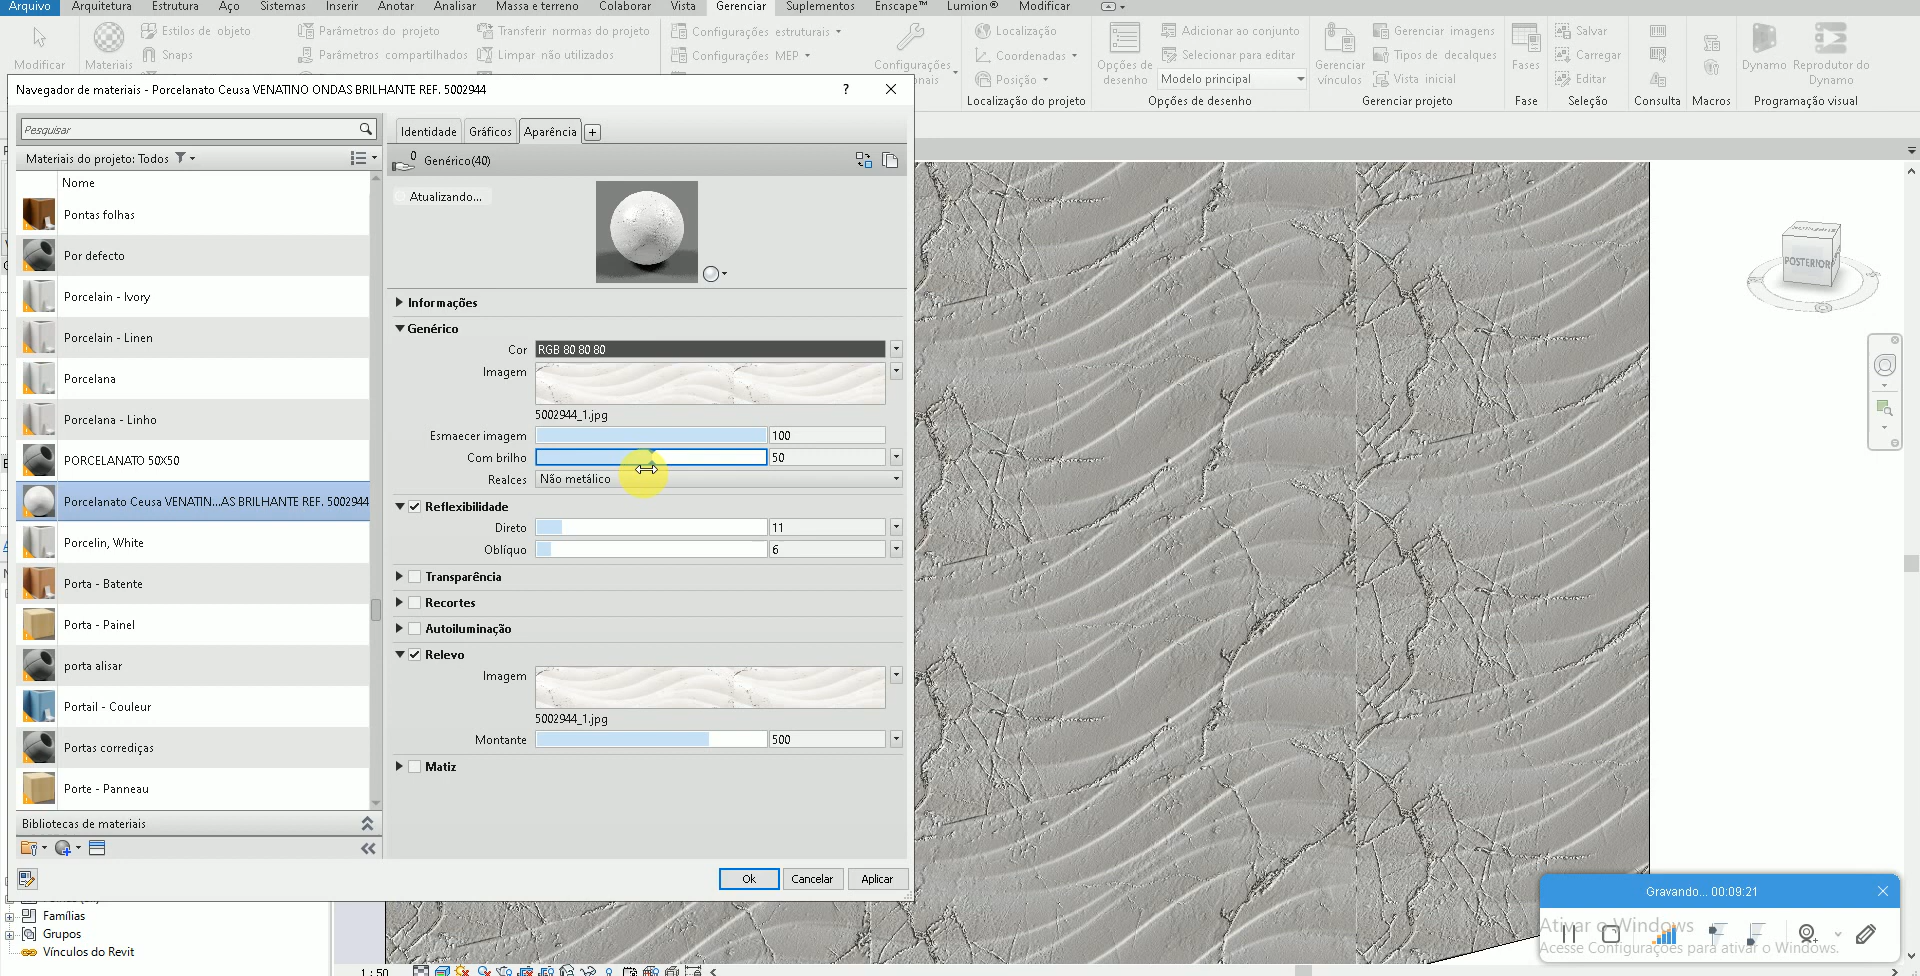 Arquivo Arquitetura Estrutura Aço Sistemas Inserir Anotar Analisar Massa e terreno Colaborar Vista Gerenciar Suplementos Enscape™ Lumion® Modificar
Modificar
Materiais
Estilos de objeto
Snaps
Parâmetros do projeto
Parâmetros compartilhados
Transferir normas do projeto
Limpar não utilizados
Configurações estruturais
Configurações MEP
Configurações
nais
Localização
Coordenadas
Posição
Localização do projeto
Opções de
desenho
Adicionar ao conjunto
Selecionar para editar
Modelo principal
Opções de desenho
Gerenciar
vínculos
Gerenciar imagens
Tipos de decalques
Vista inicial
Gerenciar projeto
Fases
Fase
Salvar
Carregar
Editar
Seleção
Consulta
Macros
Dynamo
Reprodutor do
Dynamo
Programação visual
Navegador de materiais - Porcelanato Ceusa VENATINO ONDAS BRILHANTE REF. 5002944
?
Pesquisar
Materiais do projeto: Todos
Nome
Pontas folhas
Por defecto
Porcelain - Ivory
Porcelain - Linen
Porcelana
Porcelana - Linho
PORCELANATO 50X50
Porcelanato Ceusa VENATIN...AS BRILHANTE REF. 5002944
Porcelin, White
Porta - Batente
Porta - Painel
porta alisar
Portail - Couleur
Portas corrediças
Porte - Panneau
Bibliotecas de materiais
Identidade Gráficos Aparência +
0 Genérico(40)
Atualizando...
Informações
Genérico
Cor RGB 80 80 80
Imagem
5002944_1.jpg
Esmaecer imagem 100
Com brilho 50
Realces Não metálico
Reflexibilidade
Direto 11
Oblíquo 6
Transparência
Recortes
Autoiluminação
Relevo
Imagem
5002944_1.jpg
Montante 500
Matiz
Ok Cancelar Aplicar
Famílias
Grupos
Vínculos do Revit
1 : 50
POSTERIOR
Gravando... 00:09:21
Ativar o Windows
Acesse Configurações para ativar o Windows.